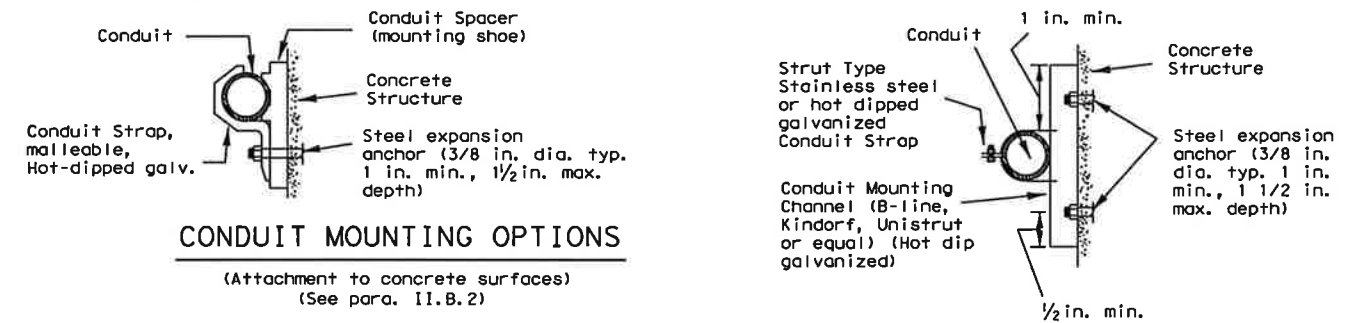 Conduit
Conduit Spacer
(mounting shoe)
Concrete
Structure
Conduit Strap,
malleable,
Hot-dipped galv.
Steel expansion
anchor (3/8 in. dia. typ.
1 in. min., 1½ in. max.
depth)
CONDUIT MOUNTING OPTIONS
(Attachment to concrete surfaces)
(See para. II.B.2)
1 in. min.
Conduit
Concrete
Structure
Strut Type
Stainless steel
or hot dipped
galvanized
Conduit Strap
Steel expansion
anchor (3/8 in.
dia. typ. 1 in.
min., 1 1/2 in.
max. depth)
Conduit Mounting
Channel (B-line,
Kindorf, Unistrut
or equal) (Hot dip
galvanized)
½ in. min.